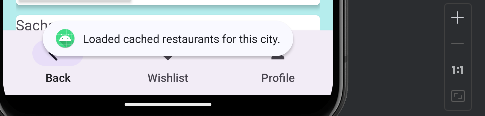 Sach
Loaded cached restaurants for this city.
Back
Wishlist
Profile
1:1